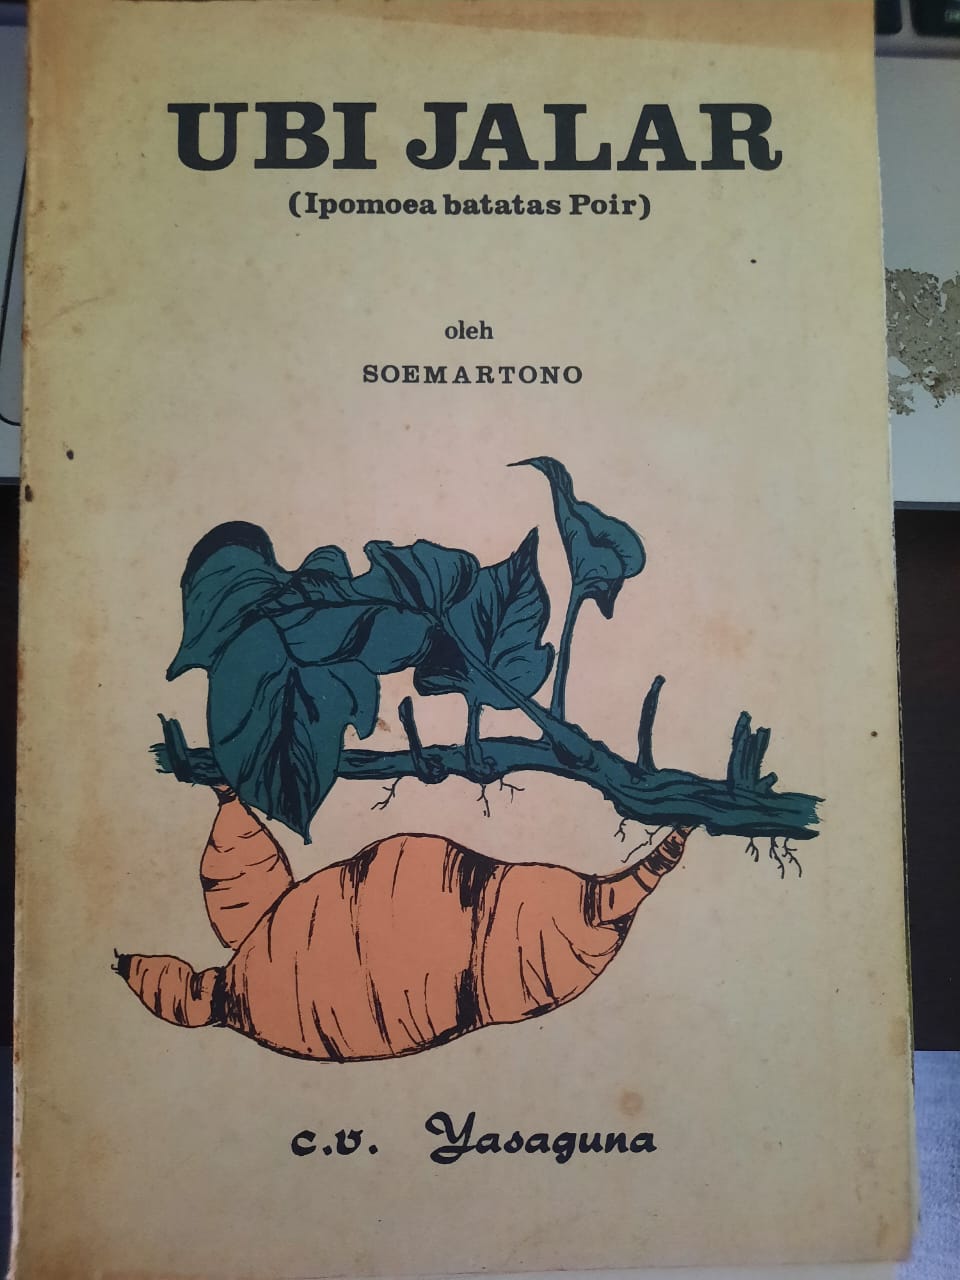 UBI JALAR
(Ipomoea batatas Poir)
oleh
SOEMARTONO
c.v. Yasaguna